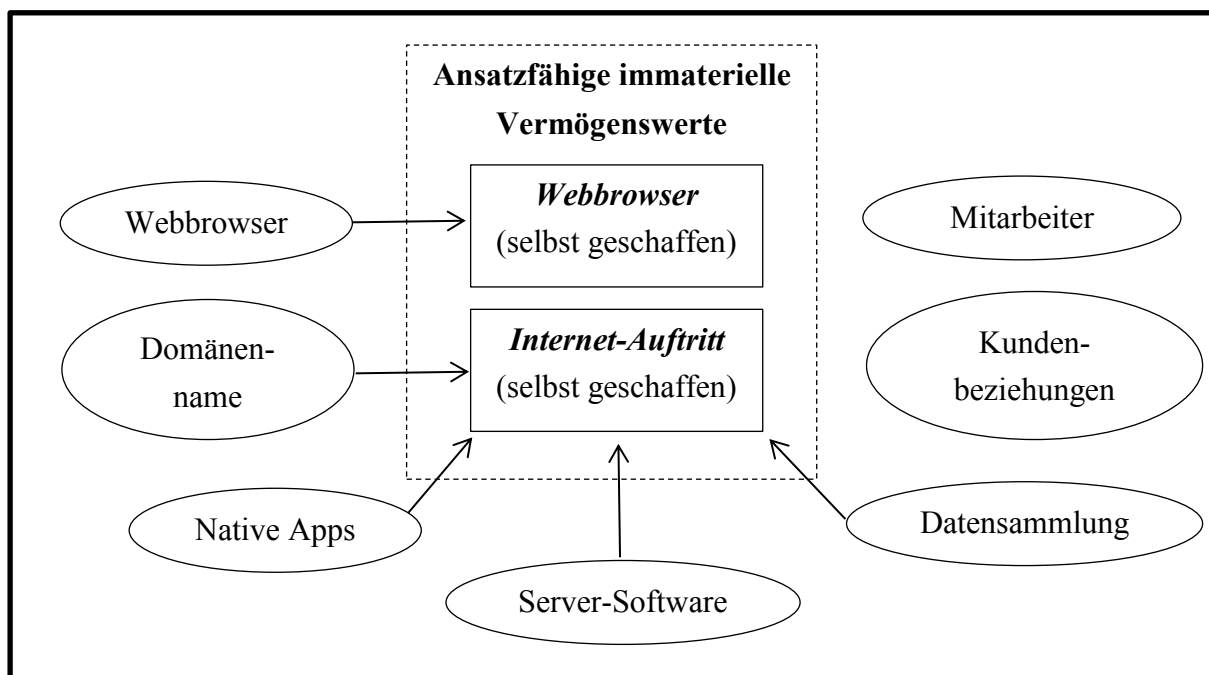 Ansatzfähige immaterielle
Vermögenswerte
Webbrowser
Webbrowser
(selbst geschaffen)
Mitarbeiter
Domänen-
name
Internet-Auftritt
(selbst geschaffen)
Kunden-
beziehungen
Native Apps
Server-Software
Datensammlung